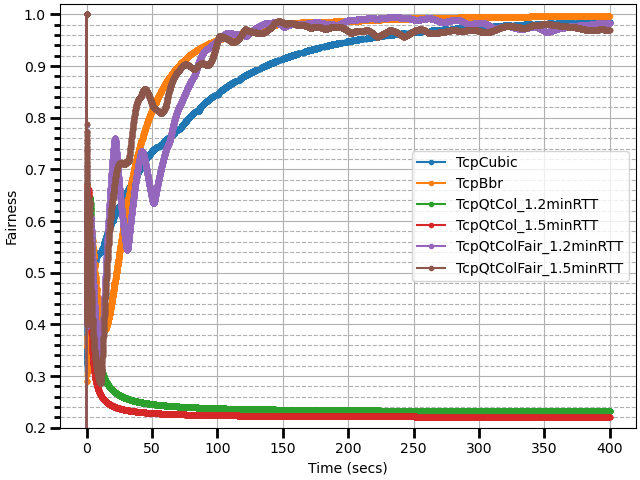 1.0
0.9
0.8
0.7
0.6
0.5
0.4
0.3
0.2
Fairness
TcpCubic
TcpBbr
TcpQtCol_1.2minRTT
TcpQtCol_1.5minRTT
TcpQtColFair_1.2minRTT
TcpQtColFair_1.5minRTT
0 50 100 150 200 250 300 350 400
Time (secs)